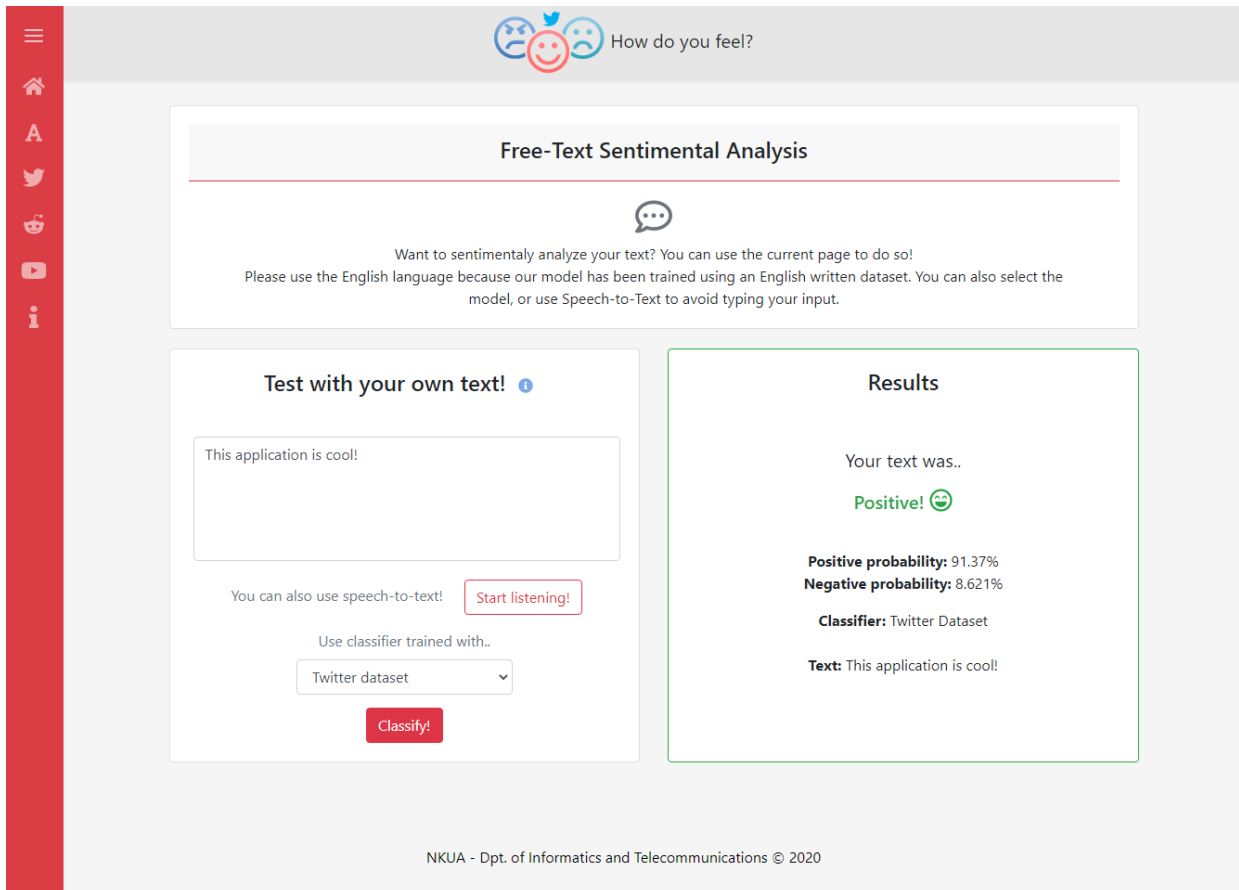 How do you feel?
A
Free-Text Sentimental Analysis
Want to sentimentaly analyze your text? You can use the current page to do so!
Please use the English language because our model has been trained using an English written dataset. You can also select the
model, or use Speech-to-Text to avoid typing your input.
Test with your own text!
This application is cool!
You can also use speech-to-text!
Start listening!
Use classifier trained with..
Twitter dataset
Classify!
Results
Your text was..
Positive!
Positive probability: 91.37%
Negative probability: 8.621%
Classifier: Twitter Dataset
Text: This application is cool!
NKUA - Dpt. of Informatics and Telecommunications © 2020